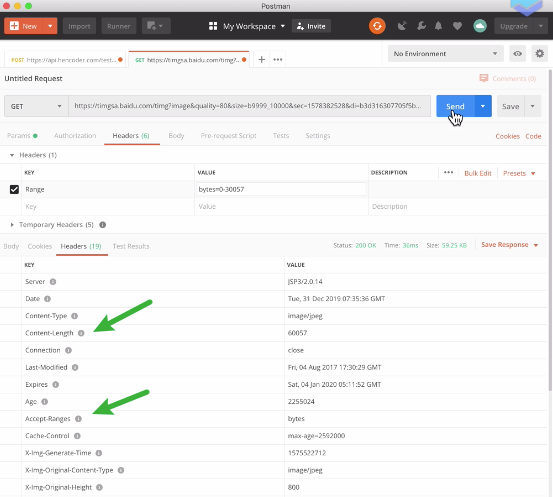 Postman
New Import Runner My Workspace Invite Upgrade
POST https://api.hencoder.com/test... GET https://timgsa.baidu.com/timg?... + ••• No Environment
Untitled Request Comments (0)
GET https://timgsa.baidu.com/timg?image&quality=80&size=b9999_10000&sec=1578382528&di=b3d316307705f5b... Send Save
Params Authorization Headers (6) Body Pre-request Script Tests Settings Cookies Code
Headers (1)
KEY VALUE DESCRIPTION ••• Bulk Edit Presets
Range bytes=0-30057
Key Value Description
Temporary Headers (5)
Body Cookies Headers (19) Test Results Status: 200 OK Time: 36ms Size: 59.25 KB Save Response
KEY VALUE
Server JSP3/2.0.14
Date Tue, 31 Dec 2019 07:35:36 GMT
Content-Type image/jpeg
Content-Length 60057
Connection close
Last-Modified Fri, 04 Aug 2017 17:30:29 GMT
Expires Sat, 04 Jan 2020 05:11:52 GMT
Age 2255024
Accept-Ranges bytes
Cache-Control max-age=2592000
X-Img-Generate-Time 1575522712
X-Img-Original-Content-Type image/jpeg
X-Img-Original-Height 800